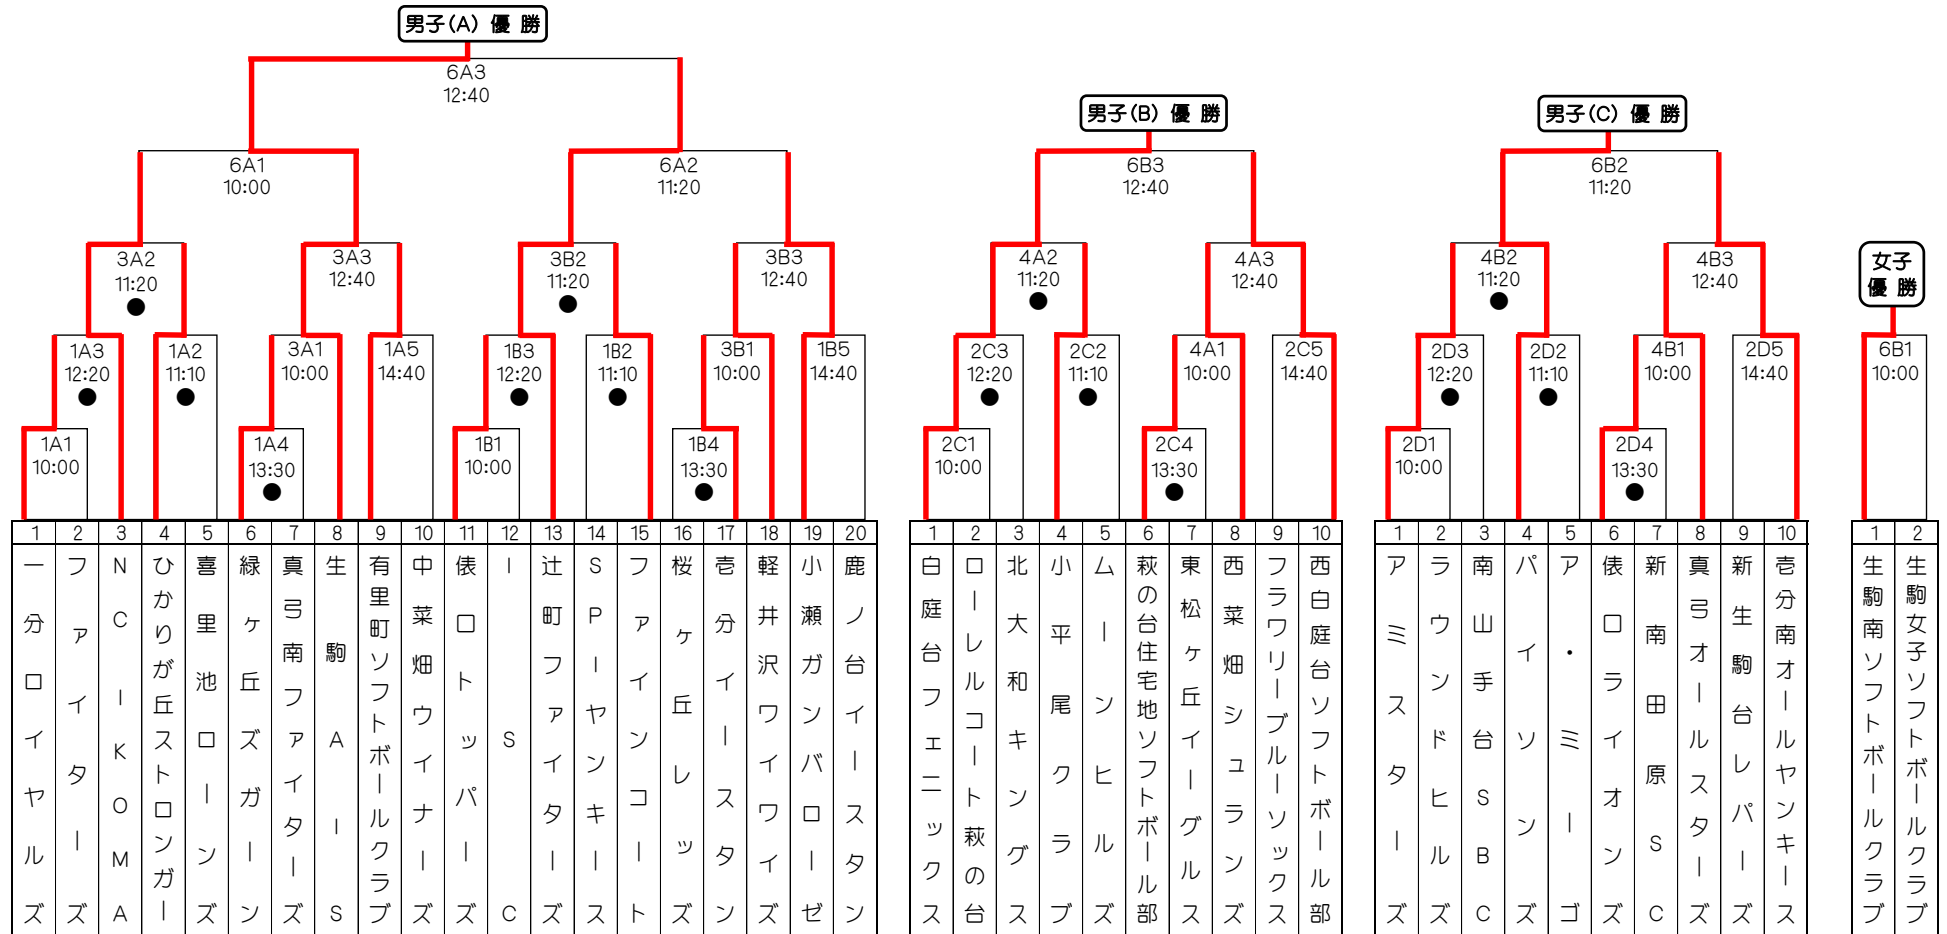 男子(A) 優 勝
6A3
12:40
男子(B) 優 勝
男子(C) 優 勝
6A1
10:00
6A2
11:20
6B3
12:40
6B2
11:20
女子
優 勝
3A2
11:20
●
3A3
12:40
3B2
11:20
●
3B3
12:40
4A2
11:20
●
4A3
12:40
4B2
11:20
●
4B3
12:40
1A3
12:20
●
1A2
11:10
●
3A1
10:00
1A5
14:40
1B3
12:20
●
1B2
11:10
●
3B1
10:00
1B5
14:40
2C3
12:20
●
2C2
11:10
●
4A1
10:00
2C5
14:40
2D3
12:20
●
2D2
11:10
●
4B1
10:00
2D5
14:40
6B1
10:00
1A1
10:00
1A4
13:30
●
1B1
10:00
1B4
13:30
●
2C1
10:00
2C4
13:30
●
2D1
10:00
2D4
13:30
●
1 2 3 4 5 6 7 8 9 10 11 12 13 14 15 16 17 18 19 20
一分ロイヤルズ
ファイターズ
NC－IKOMA
ひかりが丘ストロンガー
喜里池ローンズ
緑ヶ丘ズガーン
真弓南ファイターズ
生駒A－S
有里町ソフトボールクラブ
中菜畑ウイナーズ
俵口トッパーズ
ISC
辻町ファイターズ
SPーヤンキース
ファインコート
桜ヶ丘レッズ
壱分イースタン
軽井沢ワイワイズ
小瀬ガンバローゼ
鹿ノ台イースタン
1 2 3 4 5 6 7 8 9 10
白庭台フェニックス
ローレルコート萩の台
北大和キングス
小平尾クラブ
ムーンヒルズ
萩の台住宅地ソフトボール部
東松ヶ丘イーグルス
西菜畑シュランズ
フラワリーブルーソックス
西白庭台ソフトボール部
1 2 3 4 5 6 7 8 9 10
アミスターズ
ラウンドヒルズ
南山手台SBC
パイソンズ
ア・ミーゴ
俵口ライオンズ
新南田原SC
真弓オールスターズ
新生駒台レパーズ
壱分南オールヤンキース
1 2
生駒南ソフトボールクラブ
生駒女子ソフトボールクラブ